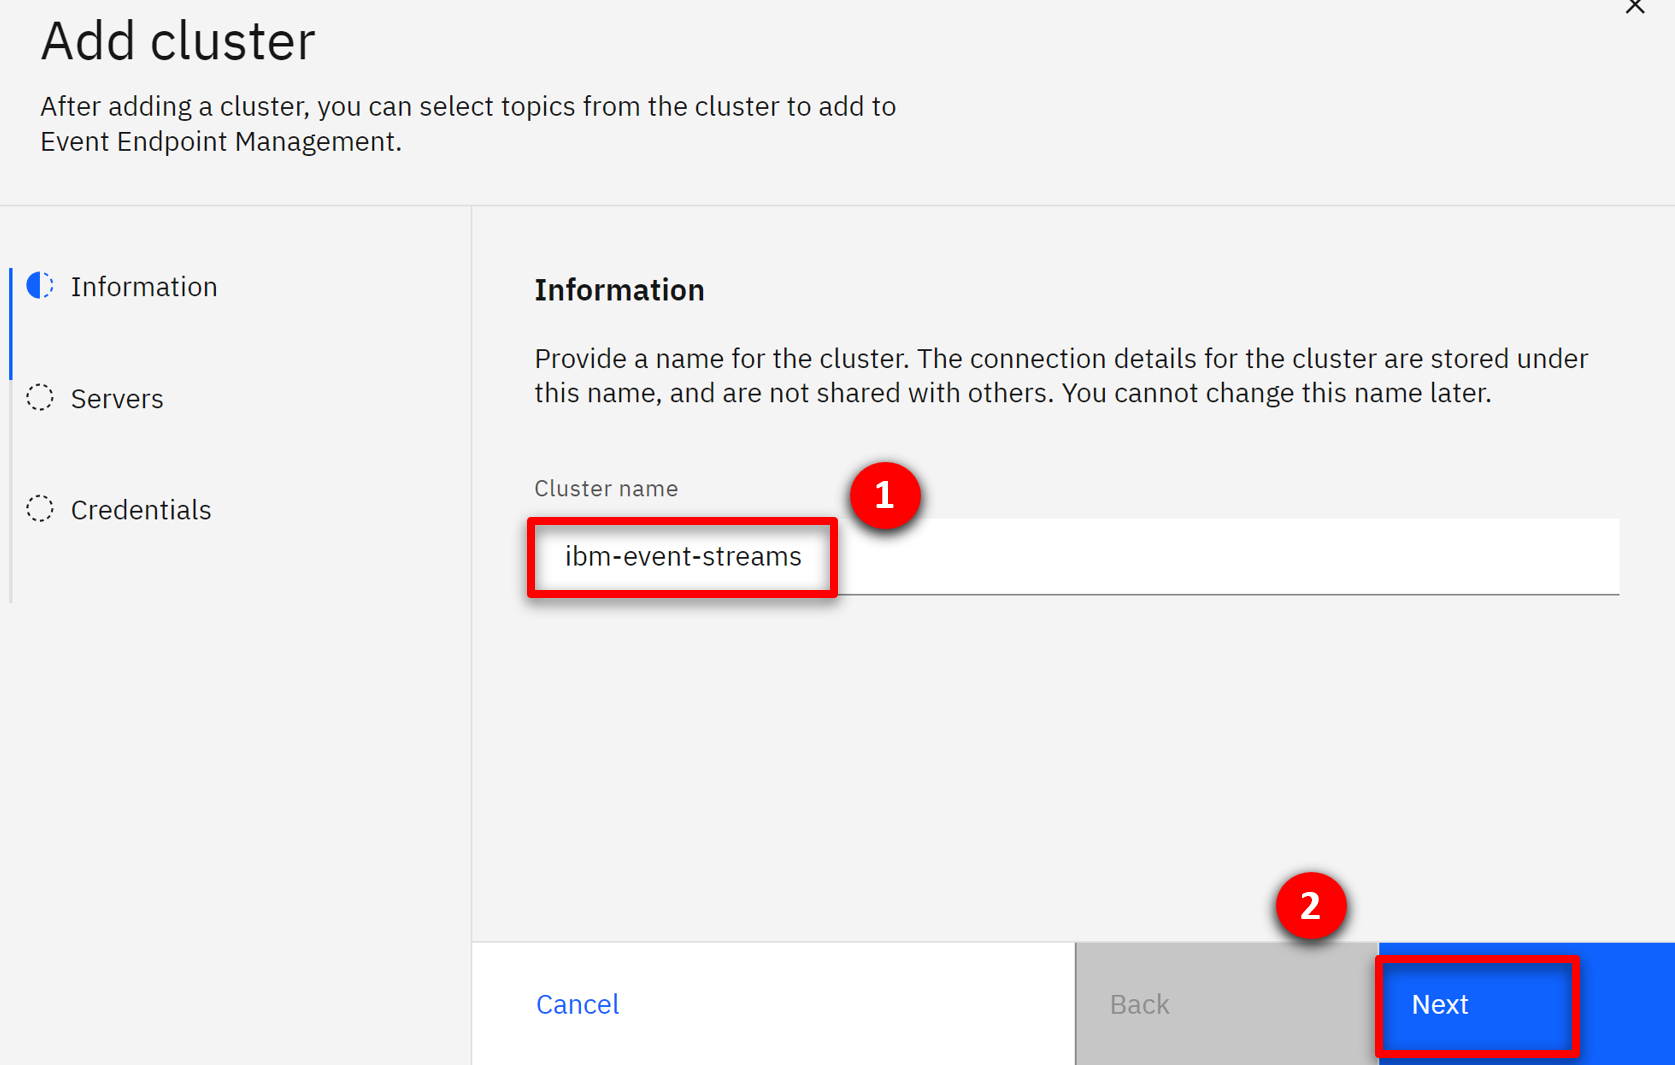 Add cluster
After adding a cluster, you can select topics from the cluster to add to
Event Endpoint Management.
Information
Servers
Credentials
Information
Provide a name for the cluster. The connection details for the cluster are stored under
this name, and are not shared with others. You cannot change this name later.
Cluster name
1
ibm-event-streams
2
Cancel
Back
Next